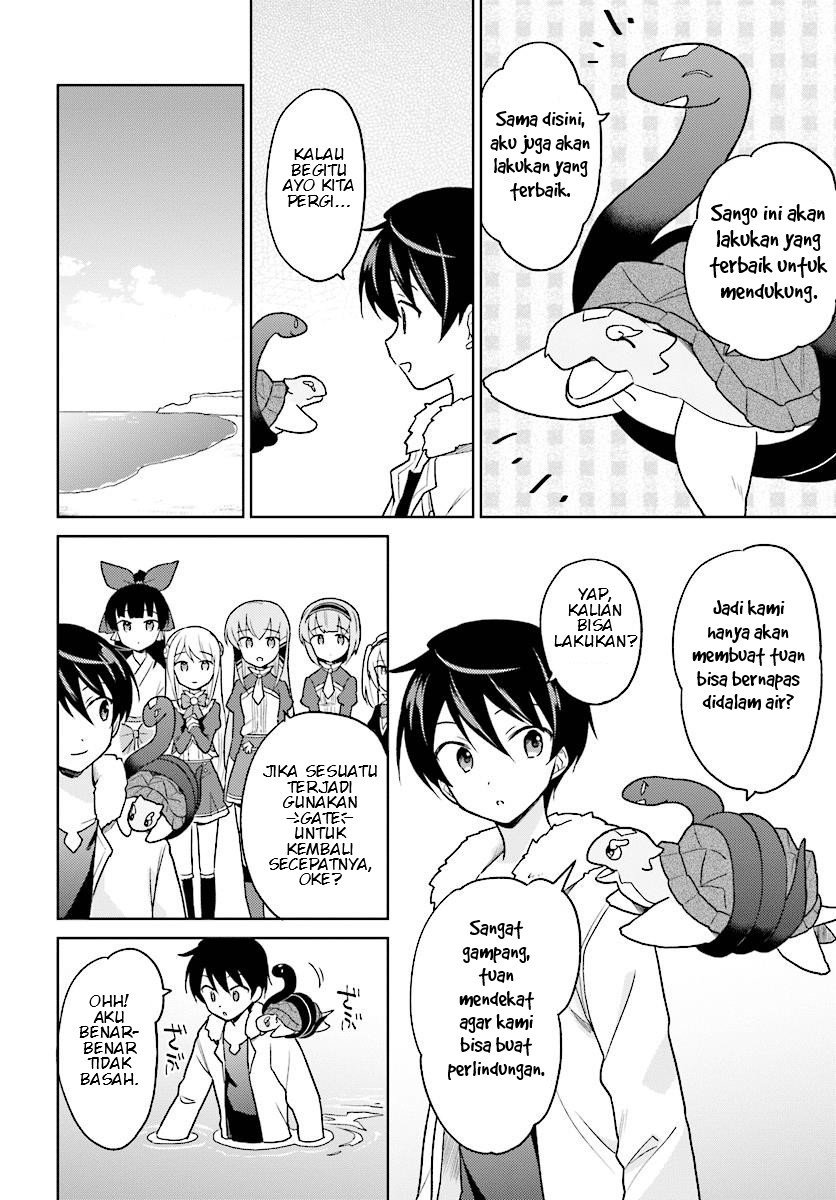 Sango ini akan
lakukan yang
terbaik untuk
mendukung.
Sama disini,
aku juga akan
lakukan yang
terbaik.
KALAU
BEGITU
AYO KITA
PERGI...
Jadi kami
hanya akan
membuat tuan
bisa bernapas
didalam air?
YAP,
KALIAN
BISA
LAKUKAN?
Sangat
gampang,
tuan
mendekat
agar kami
bisa buat
perlindungan.
JIKA SESUATU
TERJADI
GUNAKAN
→GATE←
UNTUK
KEMBALI
SECEPATNYA,
OKE?
OHH!
AKU
BENAR-
BENAR
TIDAK
BASAH.